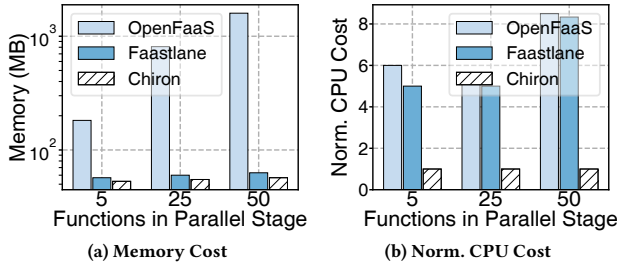 Memory (MB)
10³
10²
OpenFaaS
Faastlane
Chiron
5
25
50
Functions in Parallel Stage
(a) Memory Cost
Norm. CPU Cost
8
6
4
2
0
OpenFaaS
Faastlane
Chiron
5
25
50
Functions in Parallel Stage
(b) Norm. CPU Cost